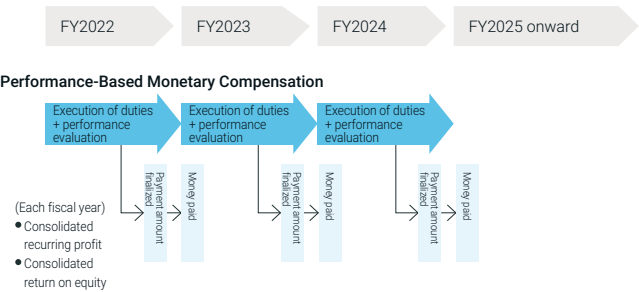 FY2022 FY2023 FY2024 FY2025 onward
Performance-Based Monetary Compensation
Execution of duties
+ performance
evaluation
Execution of duties
+ performance
evaluation
Execution of duties
+ performance
evaluation
Payment amount
finalized
Money paid
Payment amount
finalized
Money paid
Payment amount
finalized
Money paid
(Each fiscal year)
● Consolidated
recurring profit
● Consolidated
return on equity